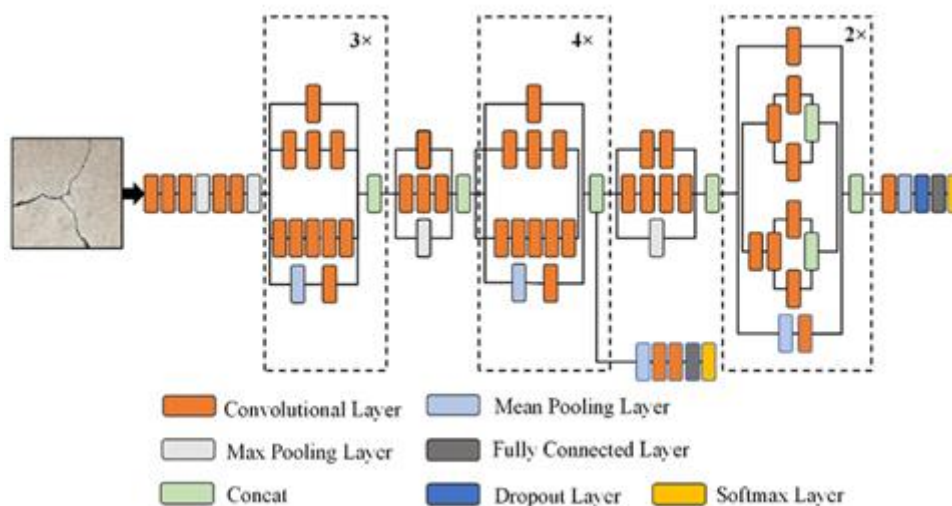 3×
4×
2×
Convolutional Layer
Mean Pooling Layer
Max Pooling Layer
Fully Connected Layer
Concat
Dropout Layer
Softmax Layer